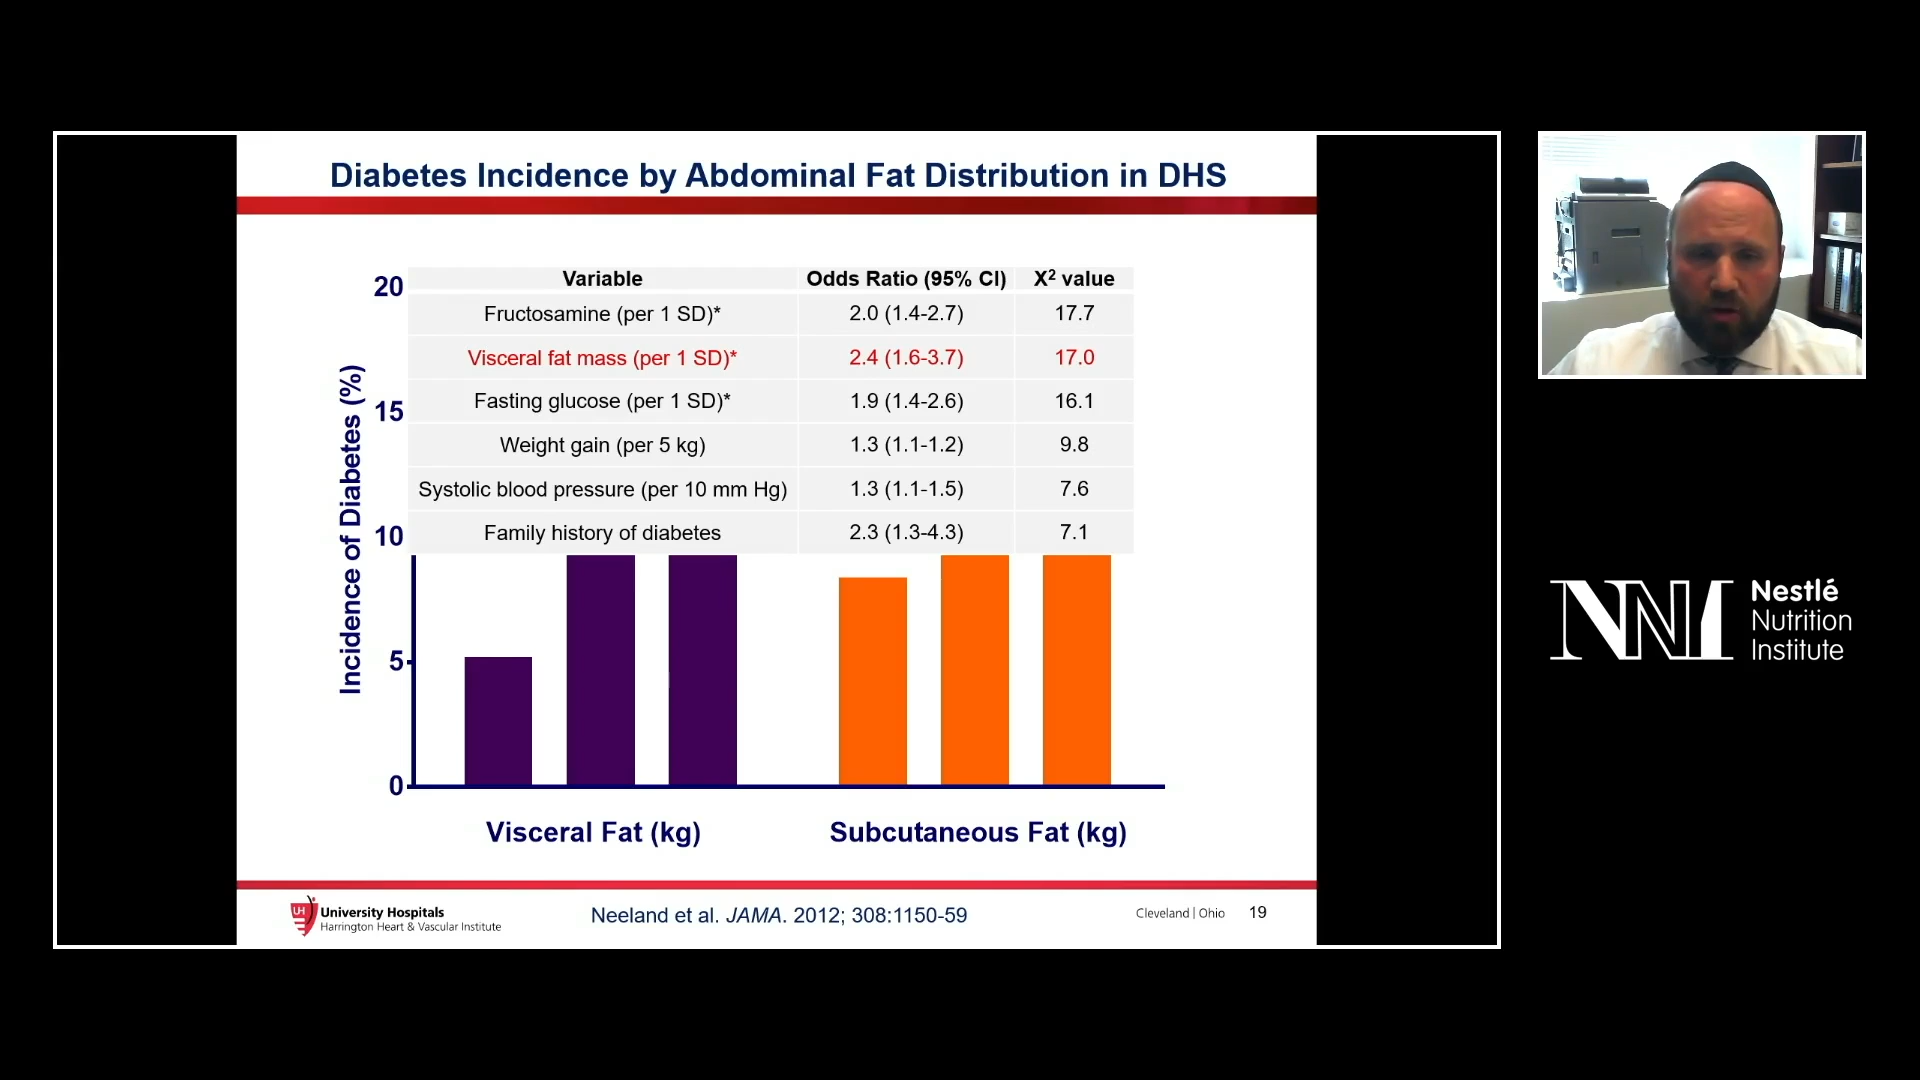 Diabetes Incidence by Abdominal Fat Distribution in DHS
Incidence of Diabetes (%)
20
15
10
5
0
Variable Odds Ratio (95% CI) X² value
Fructosamine (per 1 SD)* 2.0 (1.4-2.7) 17.7
Visceral fat mass (per 1 SD)* 2.4 (1.6-3.7) 17.0
Fasting glucose (per 1 SD)* 1.9 (1.4-2.6) 16.1
Weight gain (per 5 kg) 1.3 (1.1-1.2) 9.8
Systolic blood pressure (per 10 mm Hg) 1.3 (1.1-1.5) 7.6
Family history of diabetes 2.3 (1.3-4.3) 7.1
Visceral Fat (kg) Subcutaneous Fat (kg)
UH
University Hospitals
Harrington Heart & Vascular Institute
Neeland et al. JAMA. 2012; 308:1150-59
Cleveland | Ohio 19
NNI
Nestlé
Nutrition
Institute